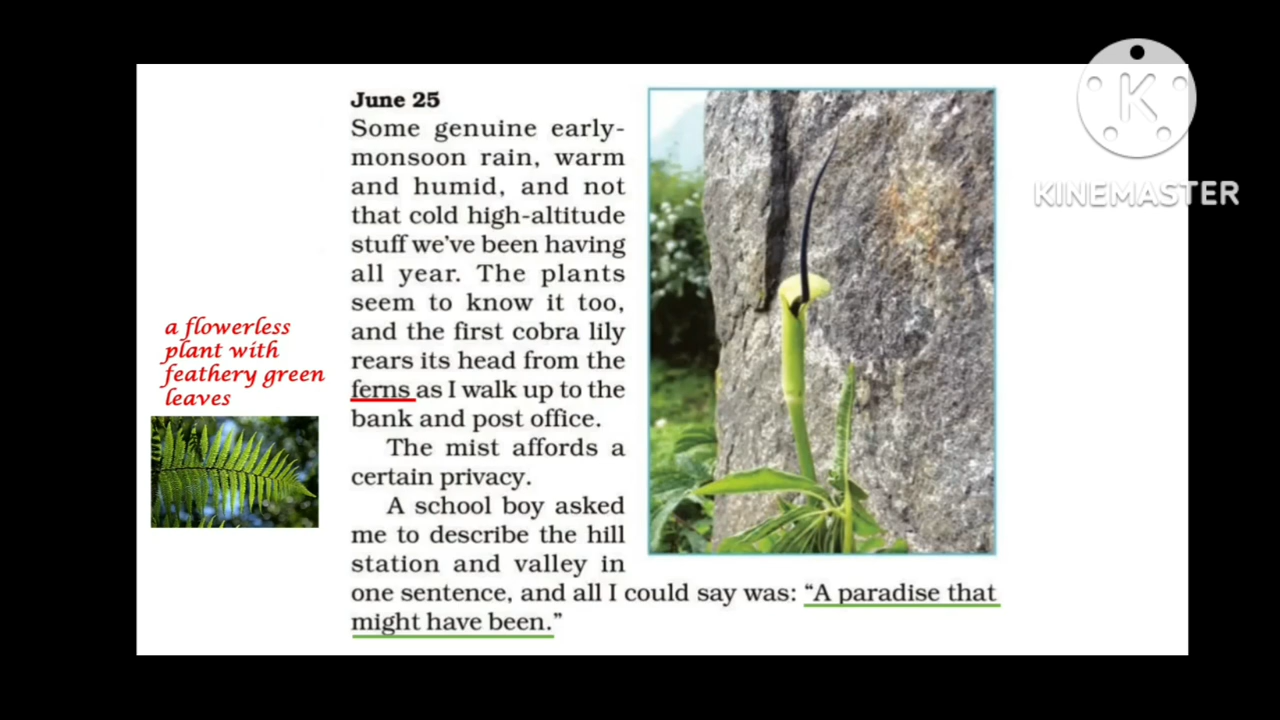 June 25
Some genuine early-
monsoon rain, warm
and humid, and not
that cold high-altitude
stuff we've been having
all year. The plants
seem to know it too,
and the first cobra lily
rears its head from the
ferns as I walk up to the
bank and post office.
The mist affords a
certain privacy.
A school boy asked
me to describe the hill
station and valley in
one sentence, and all I could say was: “A paradise that
might have been.”
a flowerless
plant with
feathery green
leaves
K
KINEMASTER